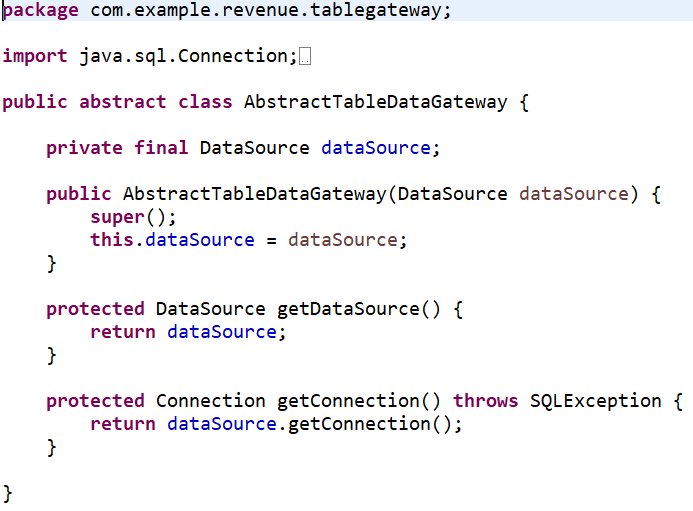 package com.example.revenue.tablegateway;
import java.sql.Connection;
public abstract class AbstractTableDataGateway {
private final DataSource dataSource;
public AbstractTableDataGateway(DataSource dataSource) {
super();
this.dataSource = dataSource;
}
protected DataSource getDataSource() {
return dataSource;
}
protected Connection getConnection() throws SQLException {
return dataSource.getConnection();
}
}